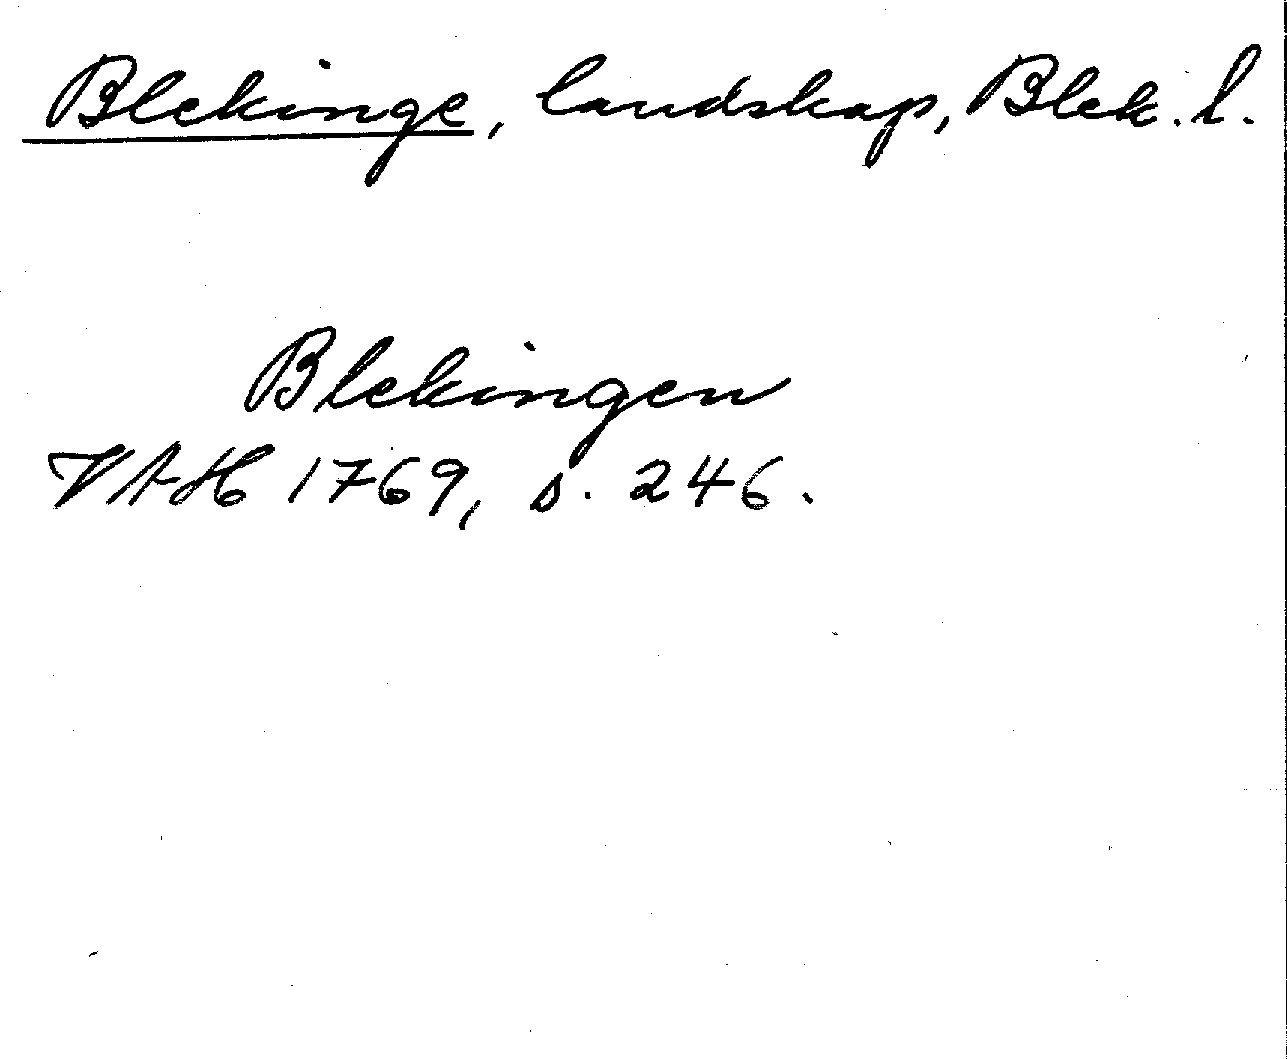 Blekinge, landskap, Blek. l.
Blekingen
VAH 1769, s. 246.